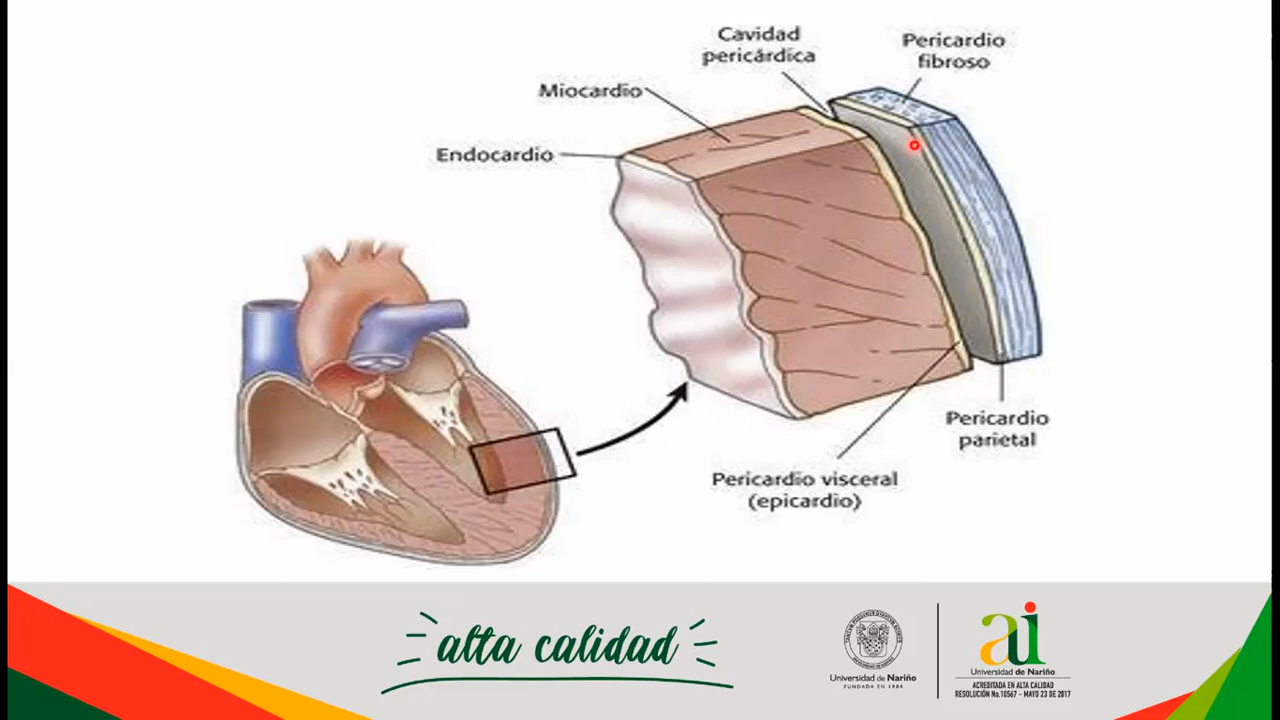 Cavidad
pericárdica
Pericardio
fibroso
Miocardio
Endocardio
Pericardio
parietal
Pericardio visceral
(epicardio)
alta calidad
Universidad de Nariño
FUNDADA EN 1904
ai
Universidad de Nariño
ACREDITADA EN ALTA CALIDAD
RESOLUCIÓN No.10567 - MAYO 23 DE 2017